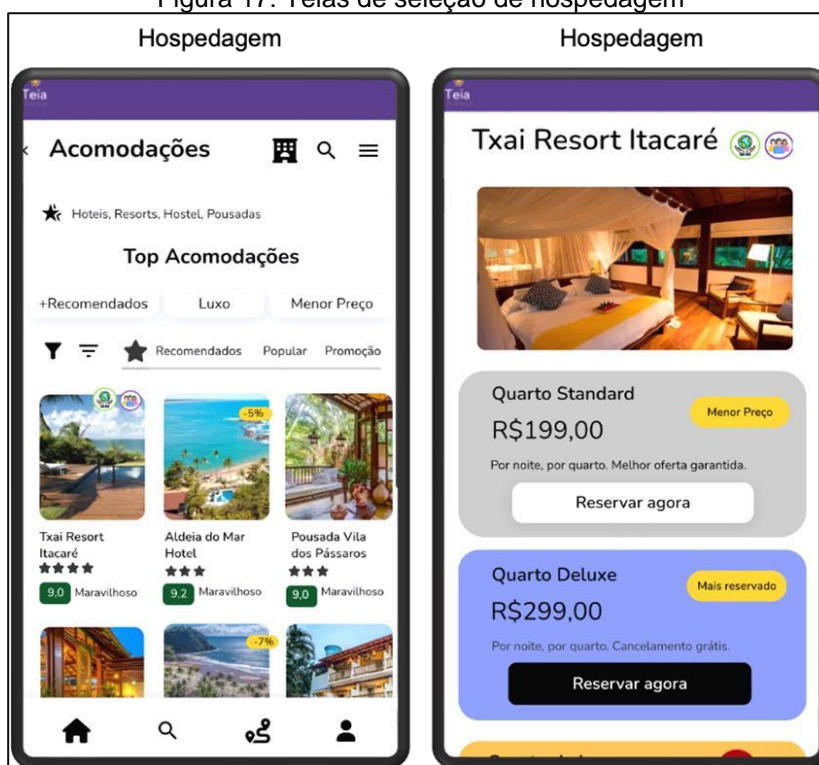 Figura 17: Telas de seleção de hospedagem
Hospedagem
Teia
Acomodações
Hoteis, Resorts, Hostel, Pousadas
Top Acomodações
+Recomendados Luxo Menor Preço
Recomendados Popular Promoção
-5%
Txai Resort Itacaré
9,0 Maravilhoso
Aldeia do Mar Hotel
9,2 Maravilhoso
Pousada Vila dos Pássaros
9,0 Maravilhoso
-7%
Hospedagem
Teia
Txai Resort Itacaré
Quarto Standard
Menor Preço
R$199,00
Por noite, por quarto. Melhor oferta garantida.
Reservar agora
Quarto Deluxe
Mais reservado
R$299,00
Por noite, por quarto. Cancelamento grátis.
Reservar agora